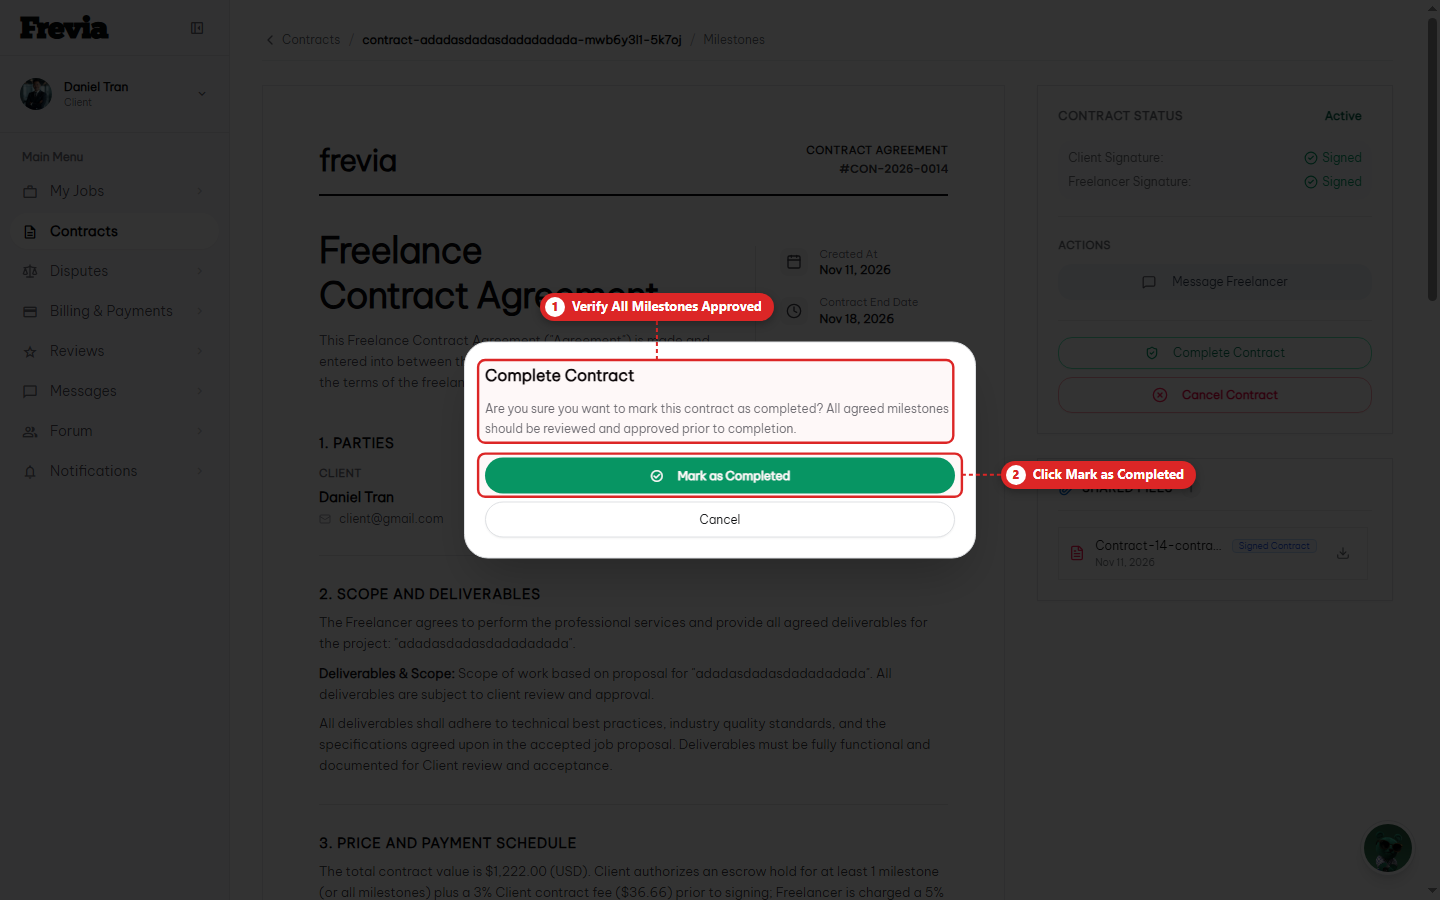 Frevia
Daniel Tran
Client
Main Menu
My Jobs
Contracts
Disputes
Billing & Payments
Reviews
Messages
Forum
Notifications
Contracts / contract-adadasdadasdadadadada-mwb6y3l1-5k7oj / Milestones
frevia
CONTRACT AGREEMENT
#CON-2026-0014
Freelance
Contract Agreement
Created At
Nov 11, 2026
Contract End Date
Nov 18, 2026
This Freelance Contract Agreement ("Agreement") is made and
entered into between th
the terms of the freelan
1. PARTIES
CLIENT
Daniel Tran
client@gmail.com
2. SCOPE AND DELIVERABLES
The Freelancer agrees to perform the professional services and provide all agreed deliverables for
the project: "adadasdadasdadadadada".
Deliverables & Scope: Scope of work based on proposal for "adadasdadasdadadadada". All
deliverables are subject to client review and approval.
All deliverables shall adhere to technical best practices, industry quality standards, and the
specifications agreed upon in the accepted job proposal. Deliverables must be fully functional and
documented for Client review and acceptance.
3. PRICE AND PAYMENT SCHEDULE
The total contract value is $1,222.00 (USD). Client authorizes an escrow hold for at least 1 milestone
(or all milestones) plus a 3% Client contract fee ($36.66) prior to signing; Freelancer is charged a 5%
1 Verify All Milestones Approved
Complete Contract
Are you sure you want to mark this contract as completed? All agreed milestones
should be reviewed and approved prior to completion.
Mark as Completed
Cancel
2 Click Mark as Completed
CONTRACT STATUS
Active
Client Signature:
Signed
Freelancer Signature:
Signed
ACTIONS
Message Freelancer
Complete Contract
Cancel Contract
SHARED FILES
Contract-14-contra...
Signed Contract
Nov 11, 2026